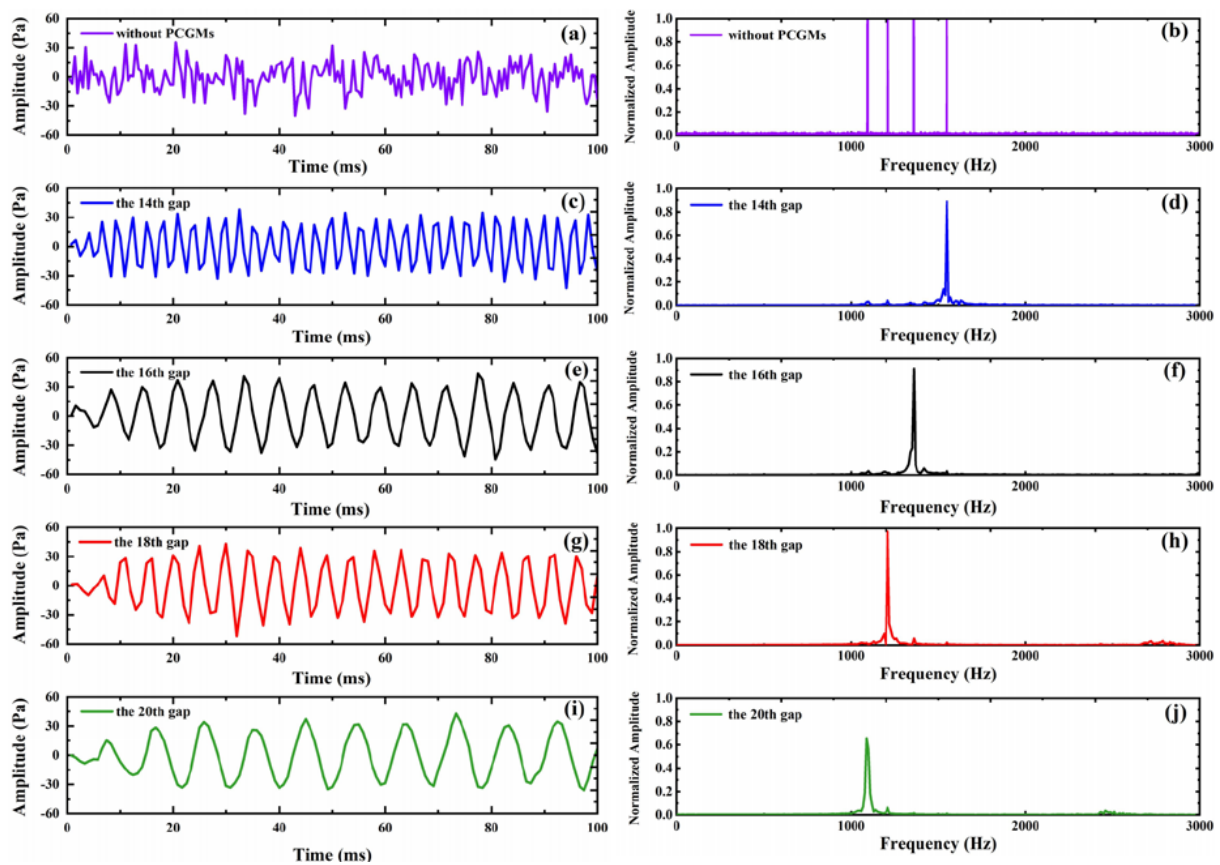 Amplitude (Pa)
60
30
0
-30
-60
without PCGMs
(a)
0
20
40
60
80
100
Time (ms)
Normalized Amplitude
1.0
0.8
0.6
0.4
0.2
0.0
without PCGMs
(b)
0
1000
2000
3000
Frequency (Hz)
Amplitude (Pa)
60
30
0
-30
-60
the 14th gap
(c)
0
20
40
60
80
100
Time (ms)
Normalized Amplitude
1.0
0.8
0.6
0.4
0.2
0.0
the 14th gap
(d)
0
1000
2000
3000
Frequency (Hz)
Amplitude (Pa)
60
30
0
-30
-60
the 16th gap
(e)
0
20
40
60
80
100
Time (ms)
Normalized Amplitude
1.0
0.8
0.6
0.4
0.2
0.0
the 16th gap
(f)
0
1000
2000
3000
Frequency (Hz)
Amplitude (Pa)
60
30
0
-30
-60
the 18th gap
(g)
0
20
40
60
80
100
Time (ms)
Normalized Amplitude
1.0
0.8
0.6
0.4
0.2
0.0
the 18th gap
(h)
0
1000
2000
3000
Frequency (Hz)
Amplitude (Pa)
60
30
0
-30
-60
the 20th gap
(i)
0
20
40
60
80
100
Time (ms)
Normalized Amplitude
1.0
0.8
0.6
0.4
0.2
0.0
the 20th gap
(j)
0
1000
2000
3000
Frequency (Hz)